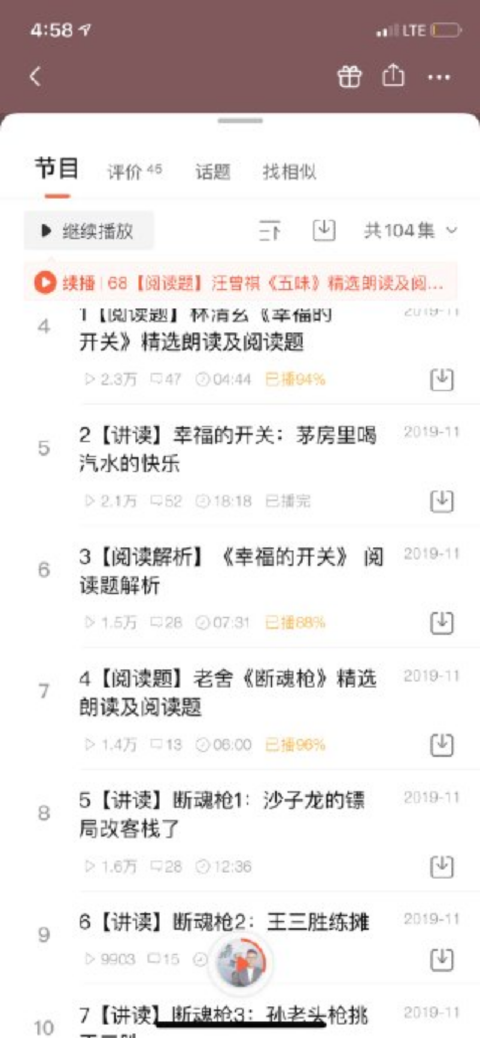 4:58
LTE
节目
评价 45
话题
找相似
继续播放
共104集
续播 | 68【阅读题】汪曾祺《五味》精选朗读及阅...
4
1【阅读题】林清玄《幸福的
开关》精选朗读及阅读题
2019-11
2.3万
47
04:44
已播94%
5
2【讲读】幸福的开关：茅房里喝
汽水的快乐
2019-11
2.1万
52
18:18
已播完
6
3【阅读解析】《幸福的开关》 阅
读题解析
2019-11
1.5万
28
07:31
已播88%
7
4【阅读题】老舍《断魂枪》精选
朗读及阅读题
2019-11
1.4万
13
06:00
已播96%
8
5【讲读】断魂枪1：沙子龙的镖
局改客栈了
2019-11
1.6万
28
12:36
9
6【讲读】断魂枪2：王三胜练摊
2019-11
9903
15
10
7【讲读】断魂枪3：孙老头枪挑
2019-11